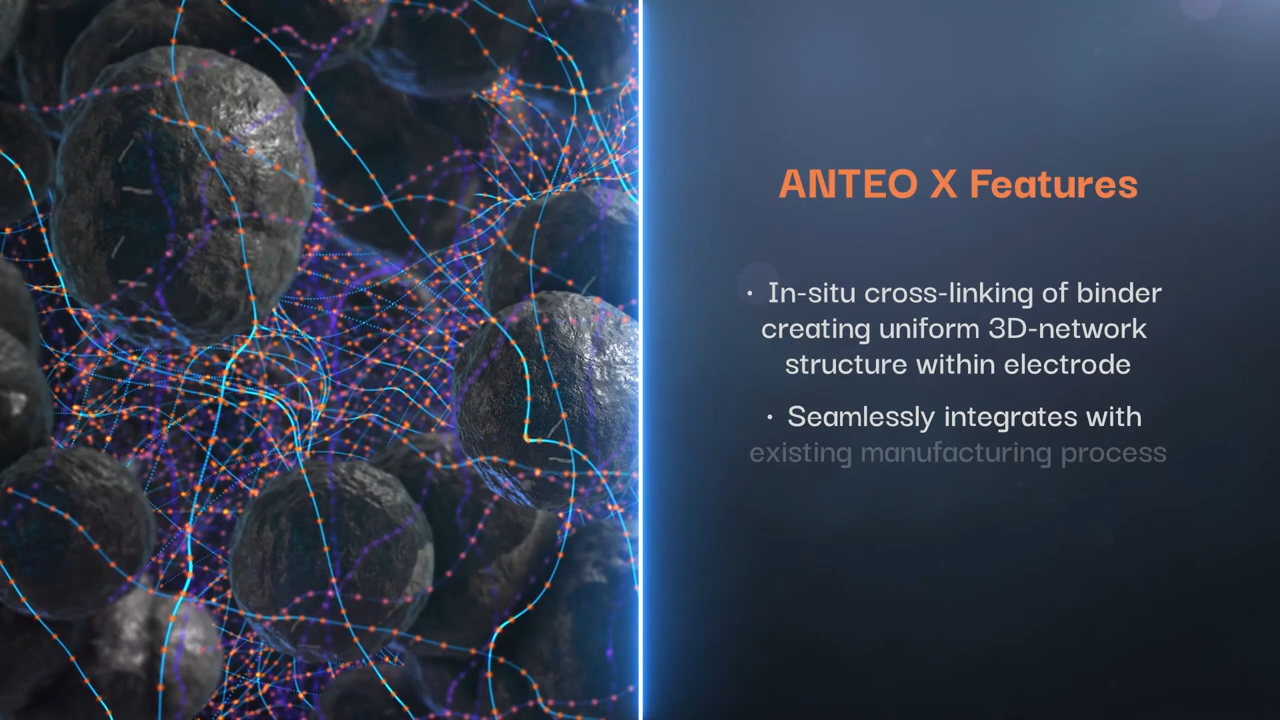 ANTEO X Features
· In-situ cross-linking of binder
creating uniform 3D-network
structure within electrode
· Seamlessly integrates with
existing manufacturing process